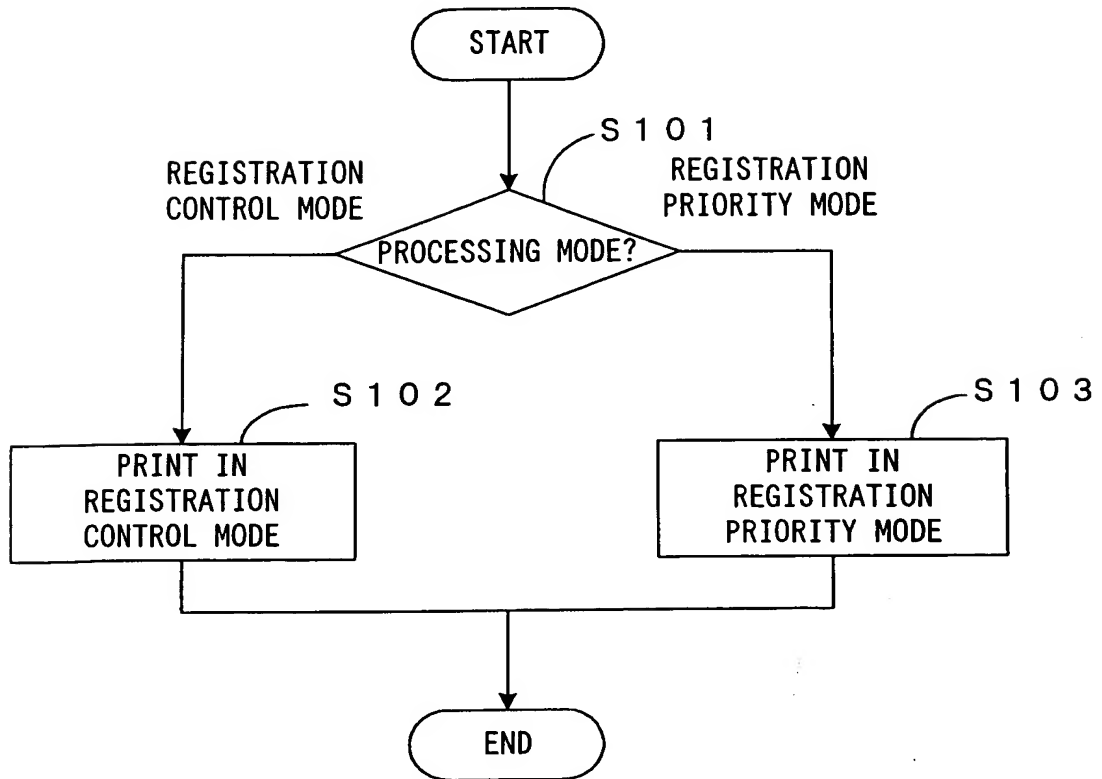 START
S101
REGISTRATION
CONTROL MODE
REGISTRATION
PRIORITY MODE
PROCESSING MODE?
S102
S103
PRINT IN
REGISTRATION
CONTROL MODE
PRINT IN
REGISTRATION
PRIORITY MODE
END